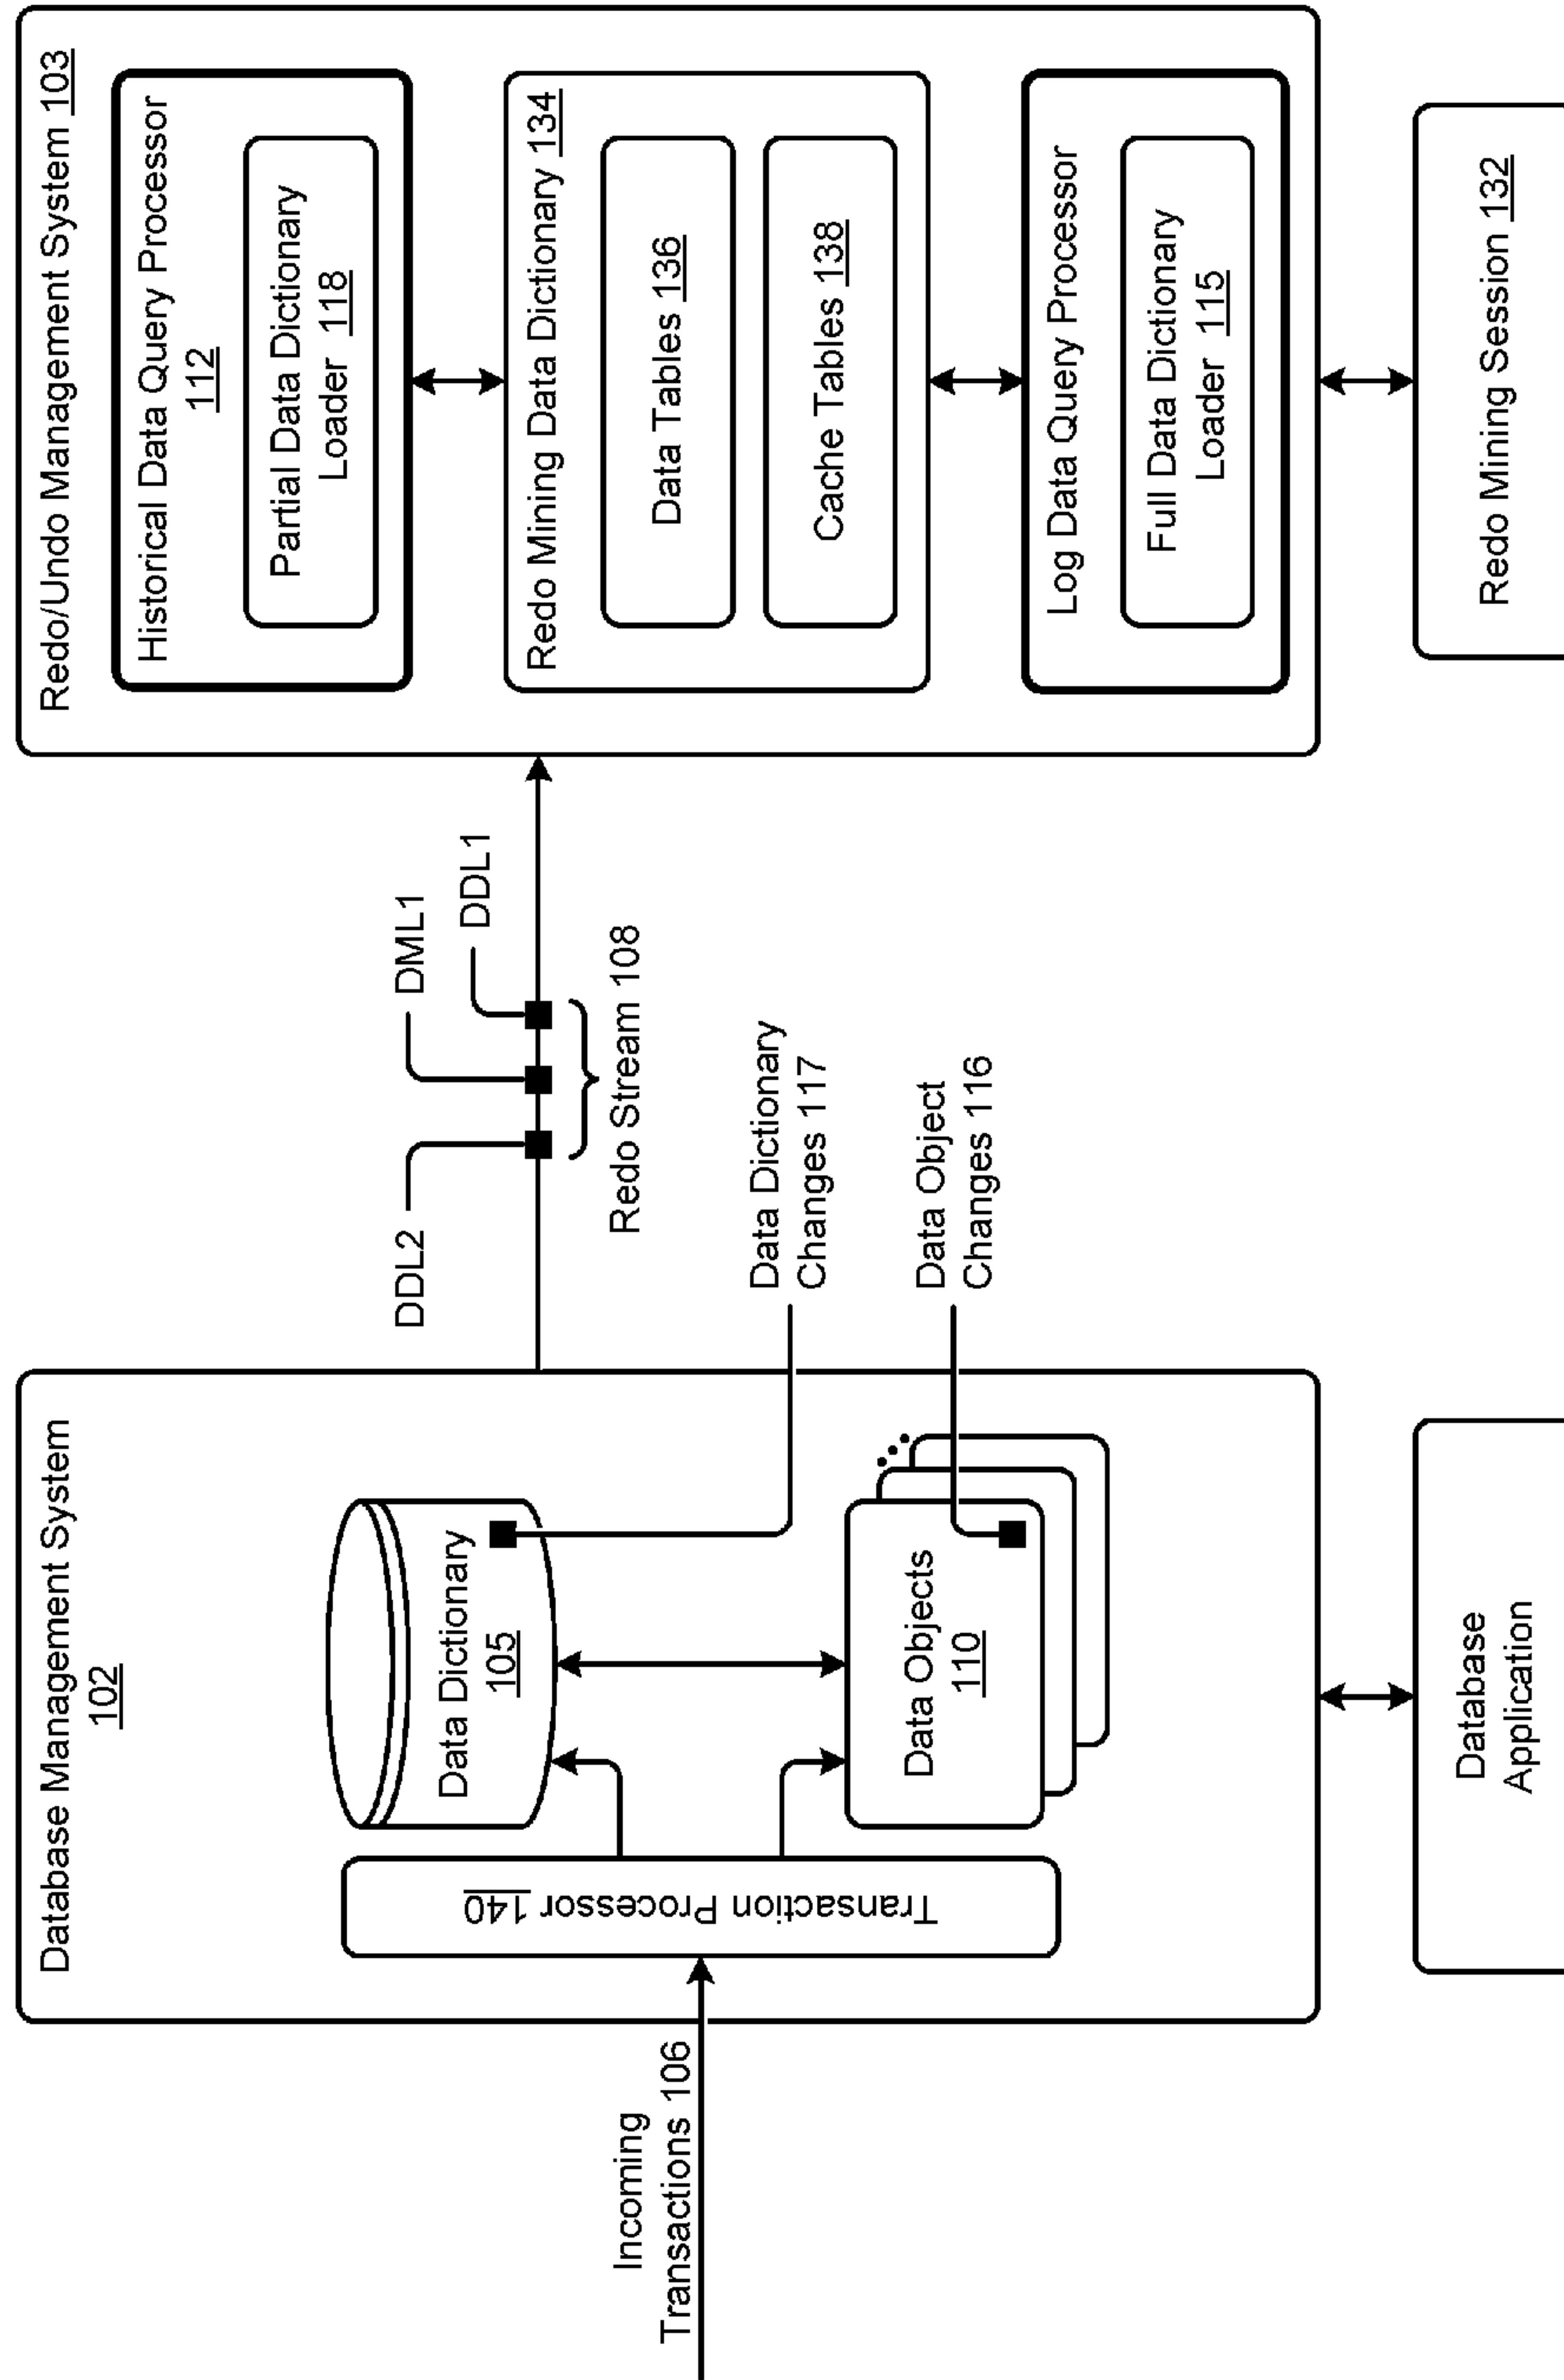 Incoming
Transactions 106
Database Management System
102
Transaction Processor 140
Data Dictionary
105
Data Objects
110
Database
Application
DDL2
DML1
DDL1
Redo Stream 108
Data Dictionary
Changes 117
Data Object
Changes 116
Redo/Undo Management System 103
Historical Data Query Processor
112
Partial Data Dictionary
Loader 118
Redo Mining Data Dictionary 134
Data Tables 136
Cache Tables 138
Log Data Query Processor
Full Data Dictionary
Loader 115
Redo Mining Session 132